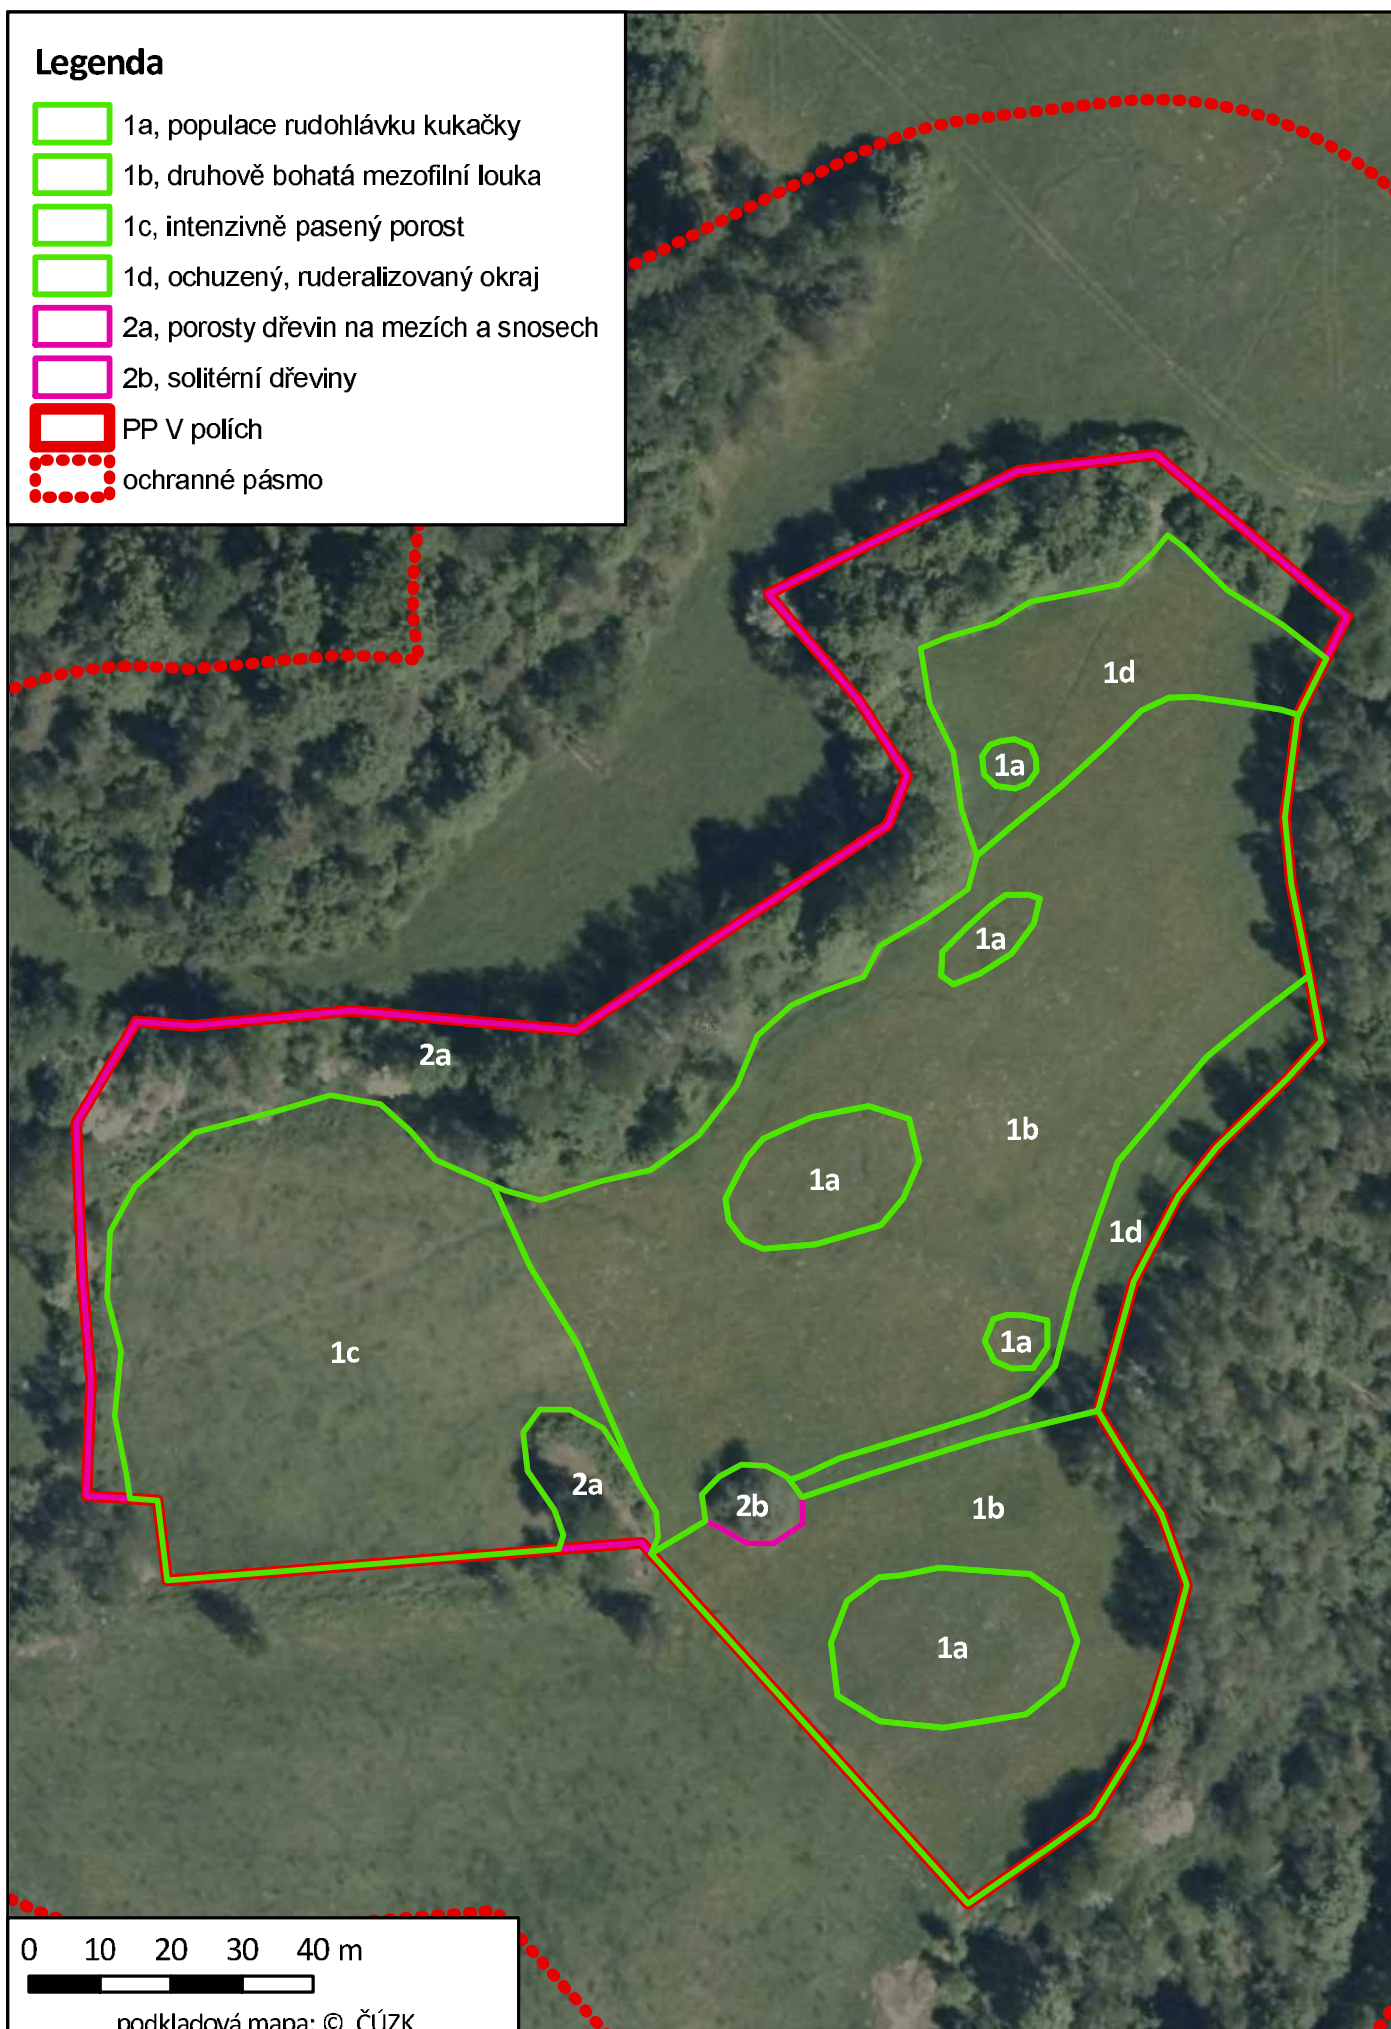 Legenda
1a, populace rudohlávku kukačky
1b, druhově bohatá mezofilní louka
1c, intenzivně pasený porost
1d, ochuzený, ruderalizovaný okraj
2a, porosty dřevin na mezích a snosech
2b, solitérní dřeviny
PP V polích
ochranné pásmo
1d
1a
1a
2a
1b
1a
1d
1a
1c
2a
2b
1b
1a
0 10 20 30 40 m
podkladová mapa: © ČÚZK